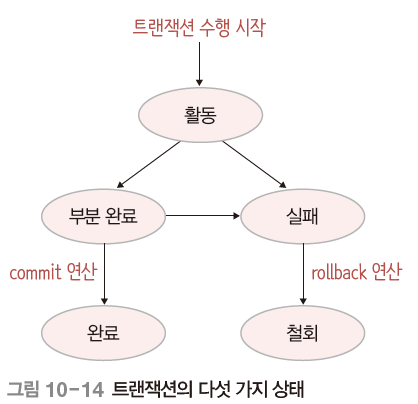 트랜잭션 수행 시작
활동
부분 완료
실패
commit 연산
rollback 연산
완료
철회
그림 10-14 트랜잭션의 다섯 가지 상태